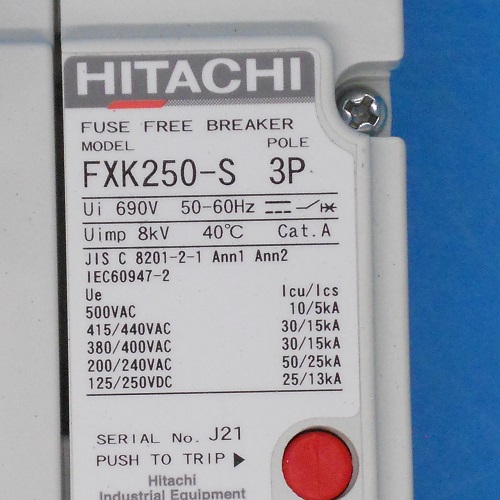 HITACHI
FUSE FREE BREAKER
MODEL POLE
FXK250-S 3P
Ui 690V 50-60Hz
Uimp 8kV 40℃ Cat.A
JIS C 8201-2-1 Ann1 Ann2
IEC60947-2
Ue Icu/Ics
500VAC 10/5kA
415/440VAC 30/15kA
380/400VAC 30/15kA
200/240VAC 50/25kA
125/250VDC 25/13kA
SERIAL No. J21
PUSH TO TRIP ▶
Hitachi
Industrial Equipment